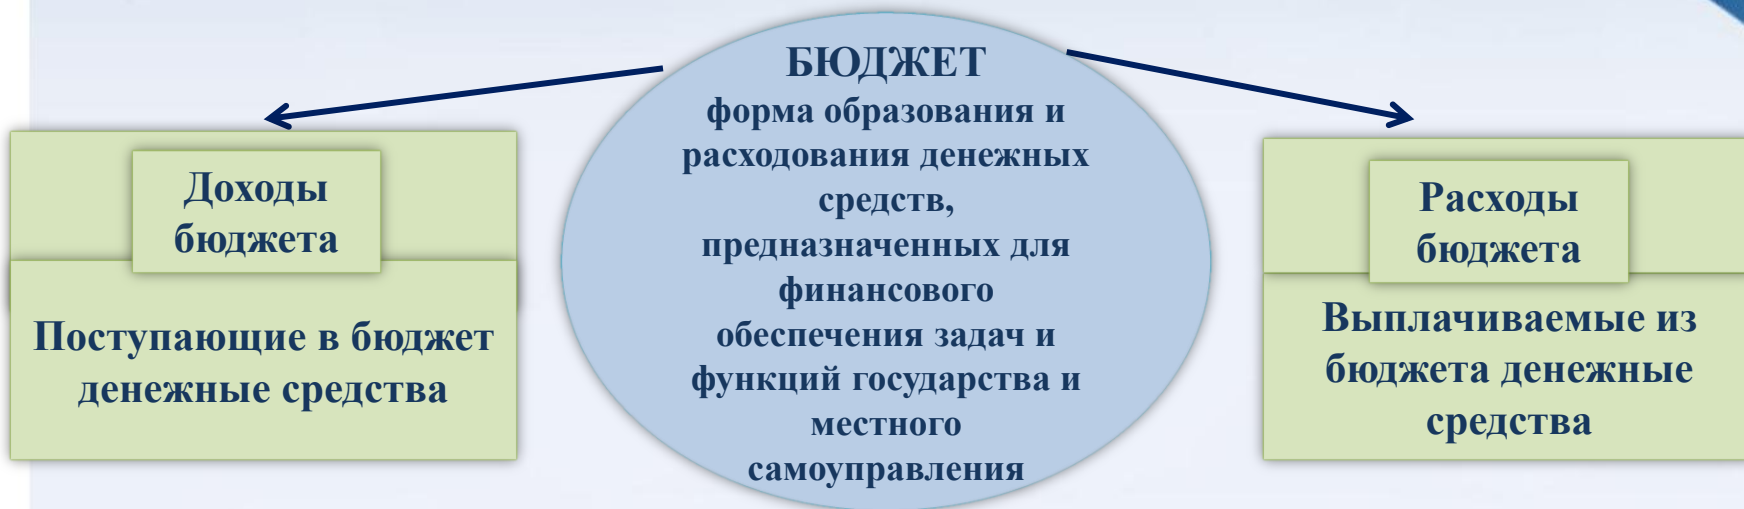 БЮДЖЕТ
форма образования и
расходования денежных
средств,
предназначенных для
финансового
обеспечения задач и
функций государства и
местного
самоуправления
Доходы
бюджета
Поступающие в бюджет
денежные средства
Расходы
бюджета
Выплачиваемые из
бюджета денежные
средства